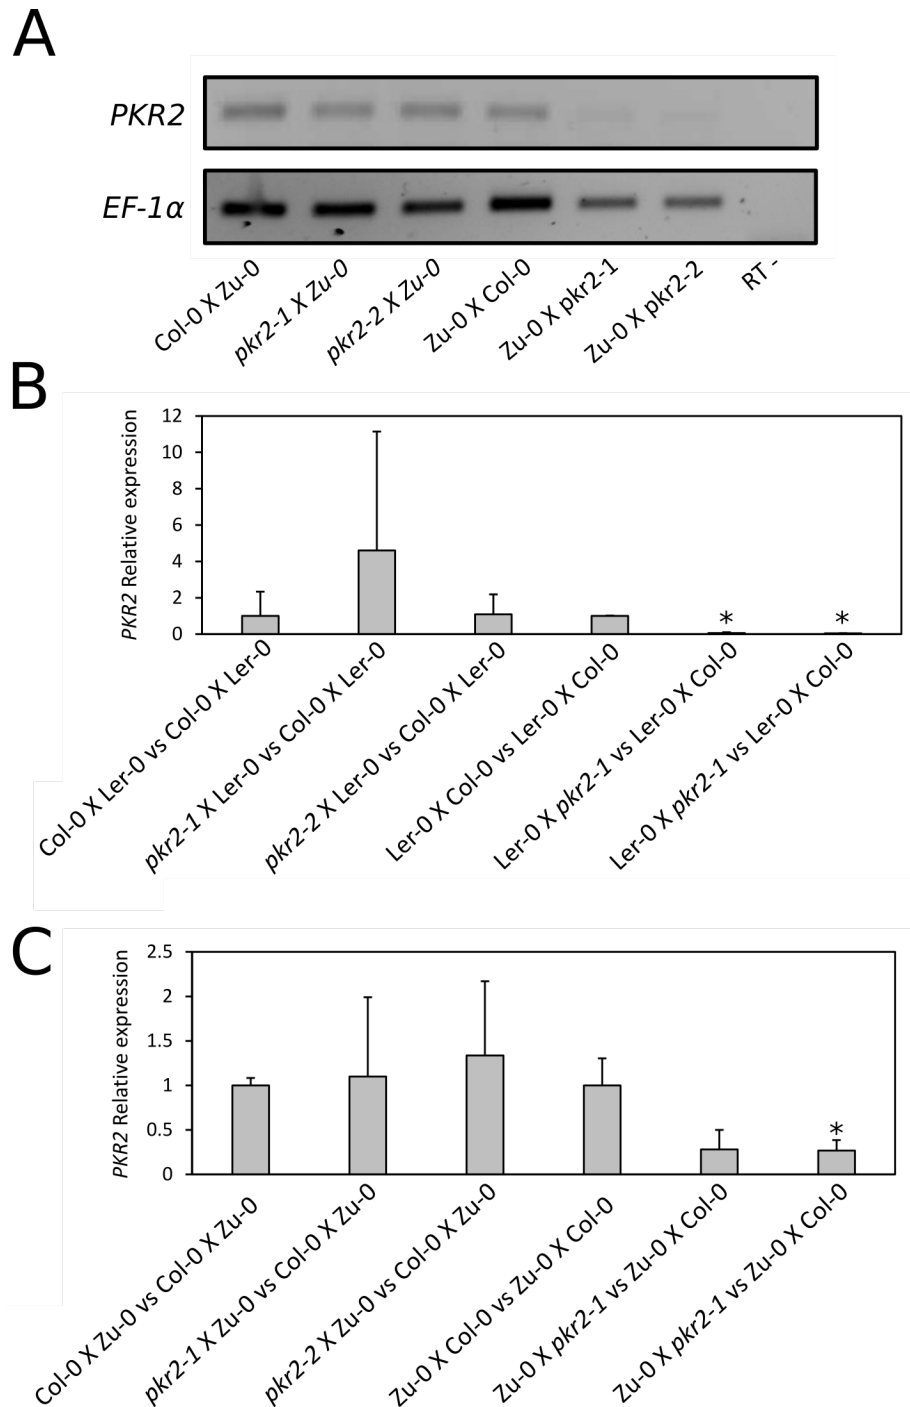 A
PKR2
EF-1α
Col-0 X Zu-0
pkr2-1 X Zu-0
pkr2-2 X Zu-0
Zu-0 X Col-0
Zu-0 X pkr2-1
Zu-0 X pkr2-2
RT -
B
PKR2 Relative expression
12
10
8
6
4
2
0
*
*
Col-0 X Ler-0 vs Col-0 X Ler-0
pkr2-1 X Ler-0 vs Col-0 X Ler-0
pkr2-2 X Ler-0 vs Col-0 X Ler-0
Ler-0 X Col-0 vs Ler-0 X Col-0
Ler-0 X pkr2-1 vs Ler-0 X Col-0
Ler-0 X pkr2-1 vs Ler-0 X Col-0
C
PKR2 Relative expression
2.5
2
1.5
1
0.5
0
*
Col-0 X Zu-0 vs Col-0 X Zu-0
pkr2-1 X Zu-0 vs Col-0 X Zu-0
pkr2-2 X Zu-0 vs Col-0 X Zu-0
Zu-0 X Col-0 vs Zu-0 X Col-0
Zu-0 X pkr2-1 vs Zu-0 X Col-0
Zu-0 X pkr2-1 vs Zu-0 X Col-0